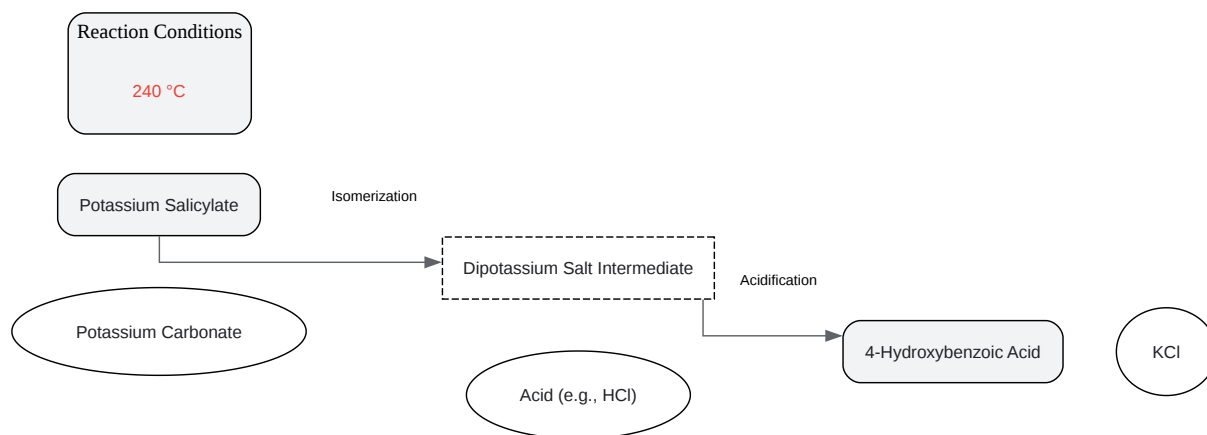 Reaction Conditions
240 °C
Potassium Salicylate
Isomerization
Dipotassium Salt Intermediate
Acidification
Potassium Carbonate
4-Hydroxybenzoic Acid
KCl
Acid (e.g., HCl)